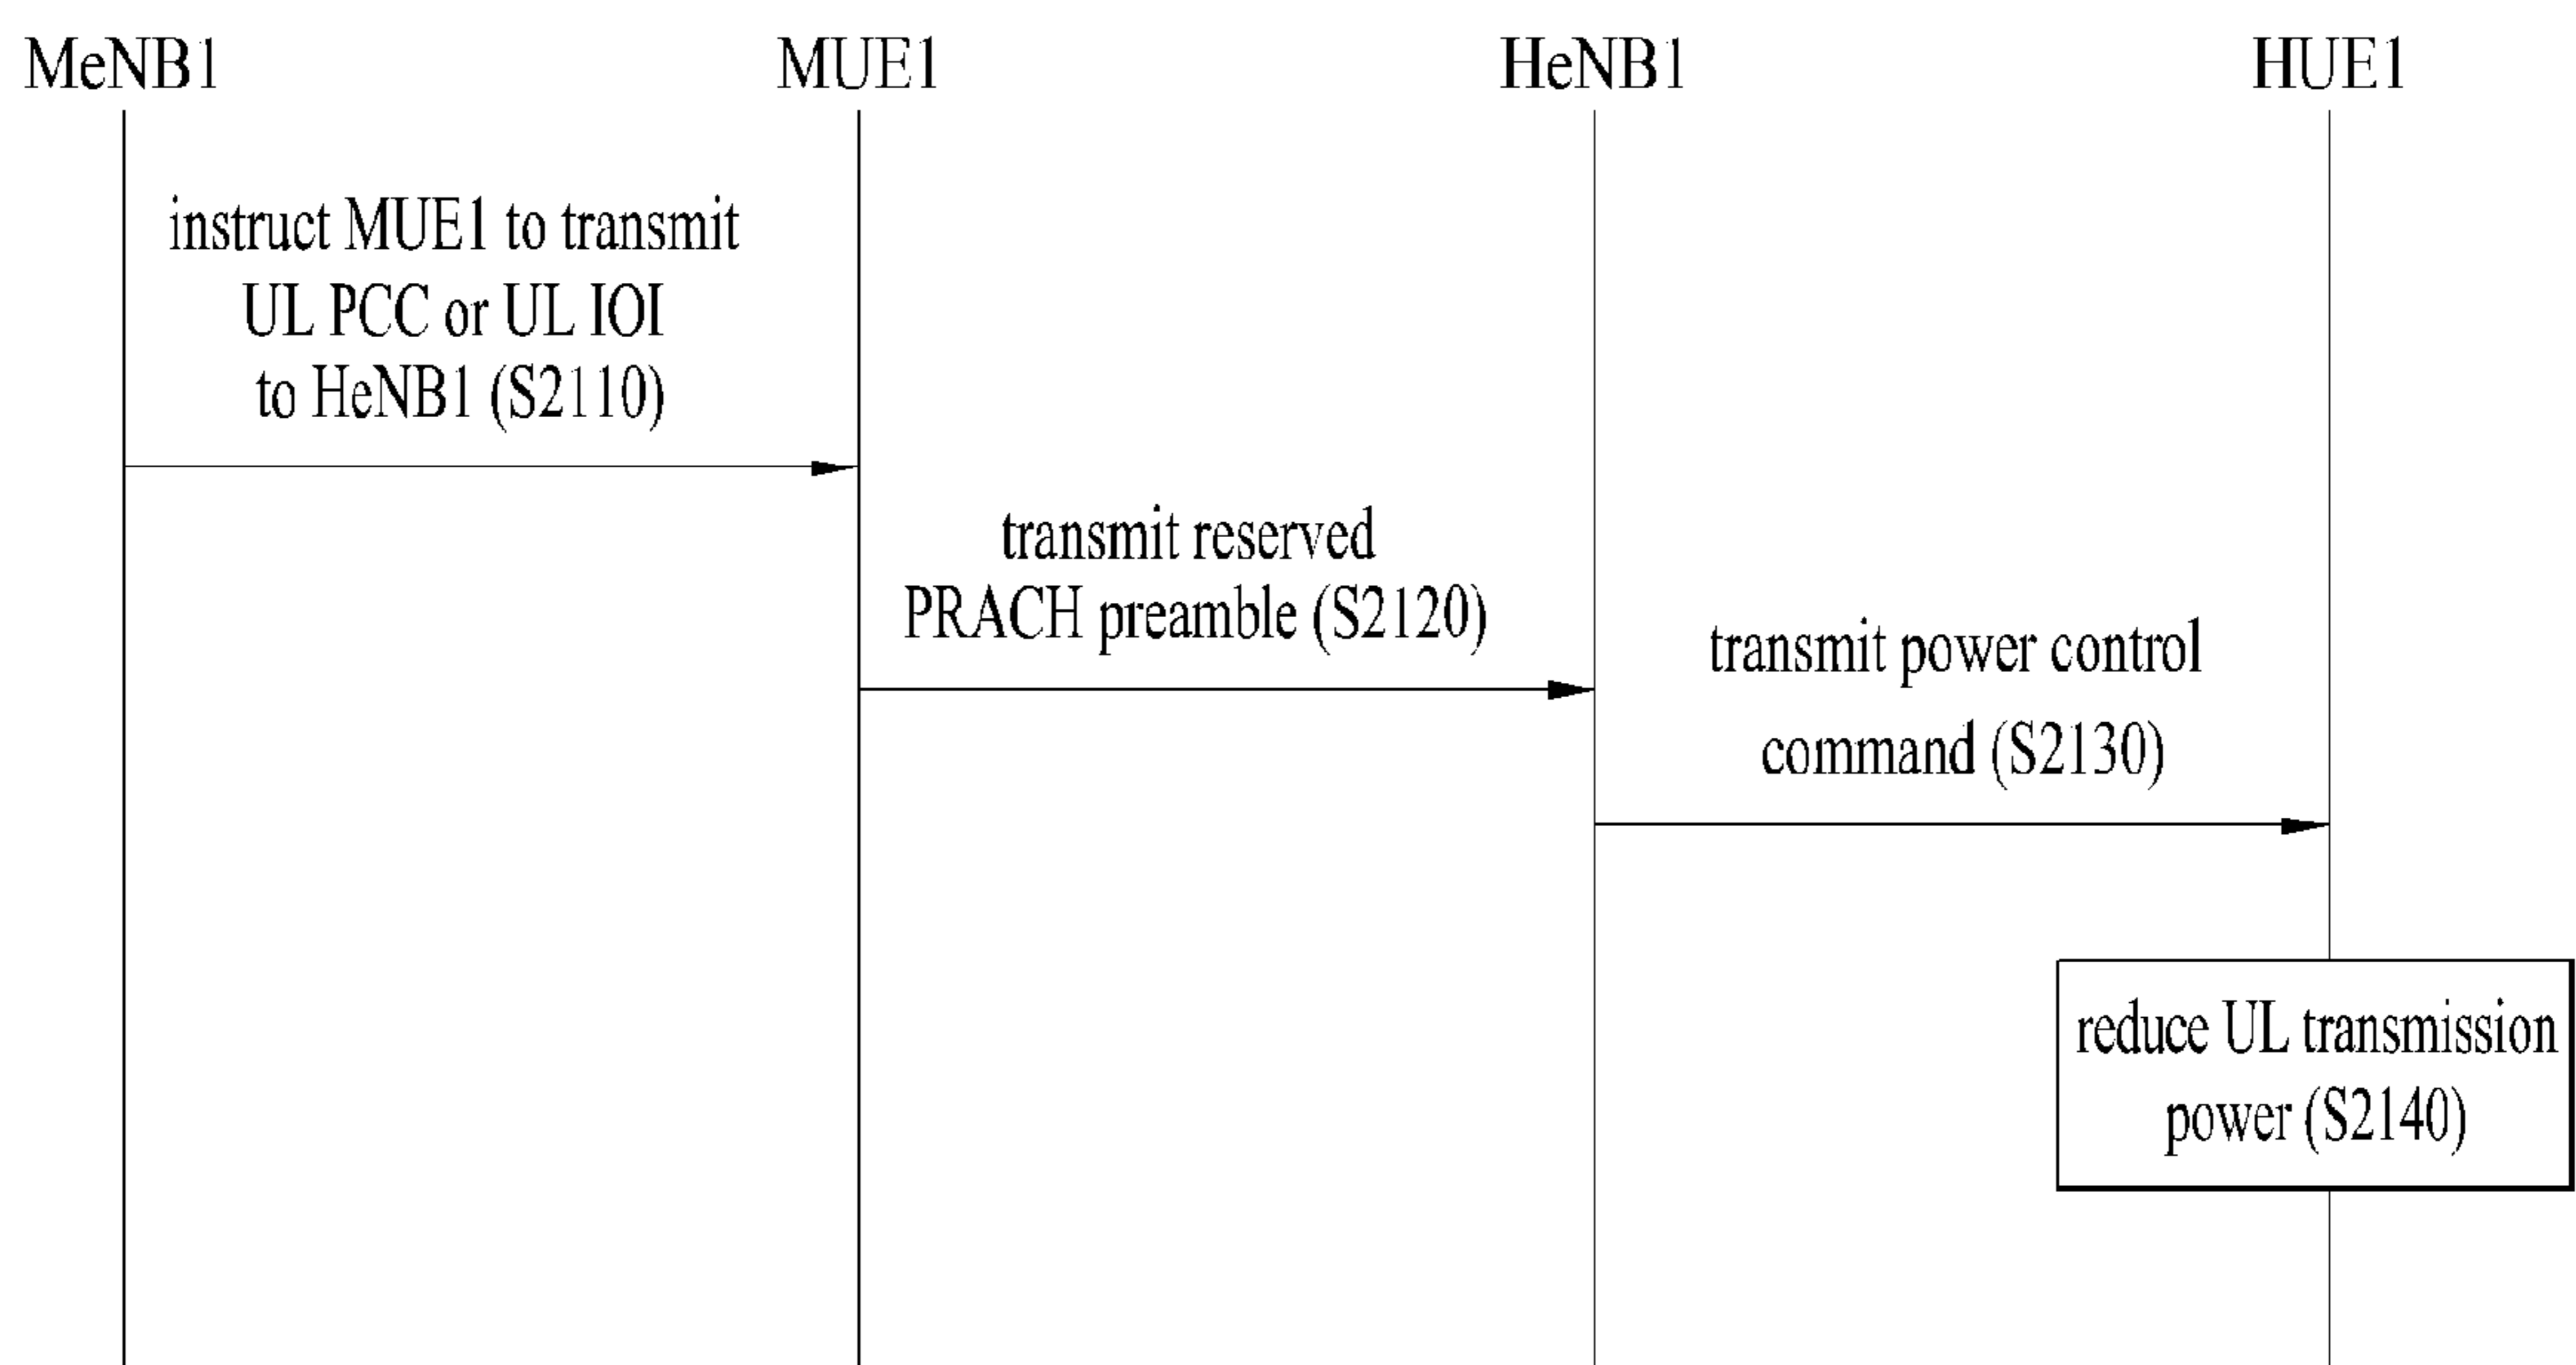 MeNB1
MUE1
HeNB1
HUE1
instruct MUE1 to transmit
UL PCC or UL IOI
to HeNB1 (S2110)
transmit reserved
PRACH preamble (S2120)
transmit power control
command (S2130)
reduce UL transmission
power (S2140)